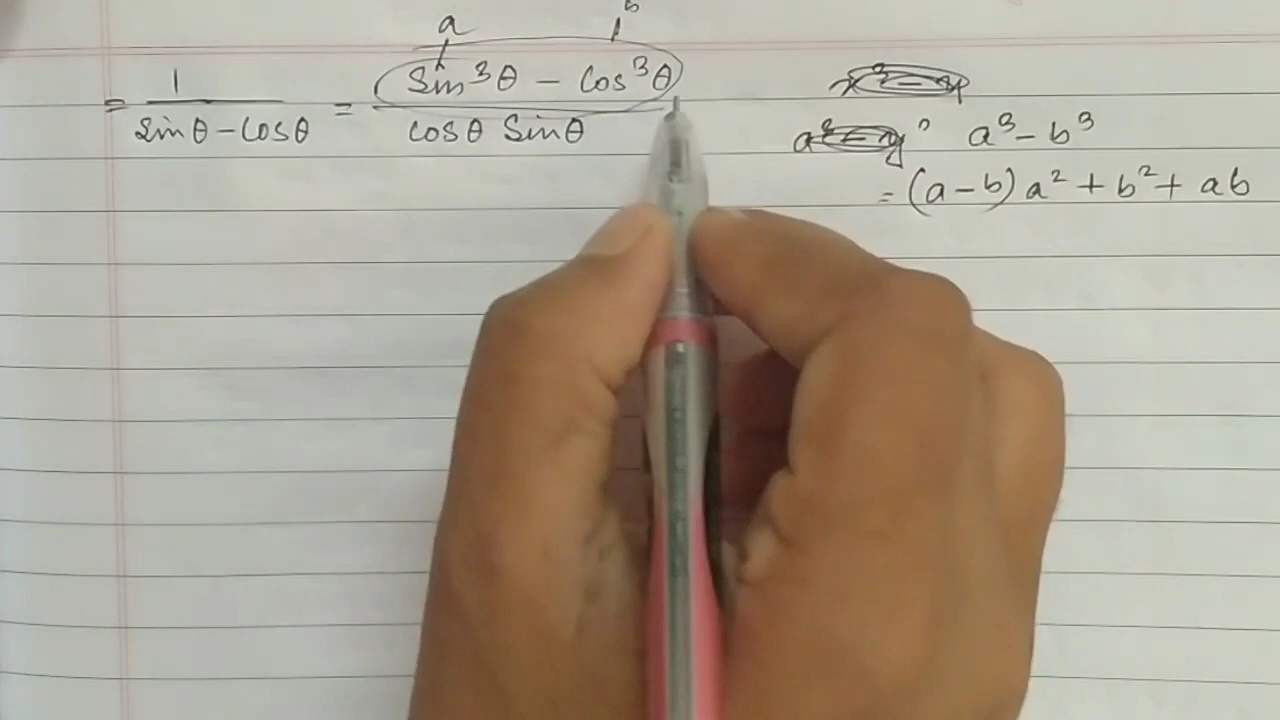 a b
= 1 / sinθ - cosθ = sin³θ - cos³θ / cosθ sinθ
a³ - b³
= (a-b) a² + b² + ab